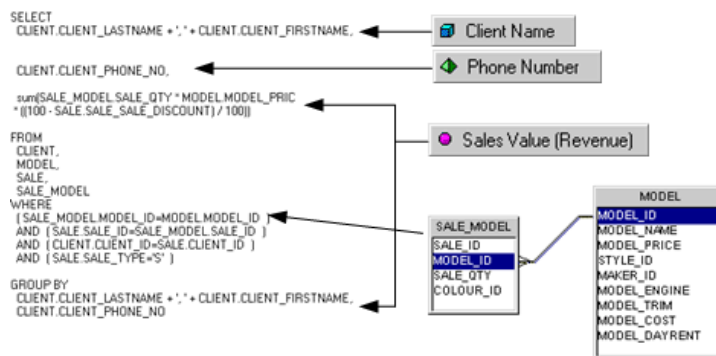 SELECT
CLIENT.CLIENT_LASTNAME + ', ' + CLIENT.CLIENT_FIRSTNAME,
CLIENT.CLIENT_PHONE_NO,
sum(SALE_MODEL.SALE_QTY * MODEL.MODEL_PRIC
* ((100 - SALE.SALE_SALE_DISCOUNT) / 100))
FROM
CLIENT,
MODEL,
SALE,
SALE_MODEL
WHERE
( SALE_MODEL.MODEL_ID=MODEL.MODEL_ID )
AND ( SALE.SALE_ID=SALE_MODEL.SALE_ID )
AND ( CLIENT.CLIENT_ID=SALE.CLIENT_ID )
AND ( SALE.SALE_TYPE='S' )
GROUP BY
CLIENT.CLIENT_LASTNAME + ', ' + CLIENT.CLIENT_FIRSTNAME,
CLIENT.CLIENT_PHONE_NO
Client Name
Phone Number
Sales Value (Revenue)
SALE_MODEL
SALE_ID
MODEL_ID
SALE_QTY
COLOUR_ID
MODEL
MODEL_ID
MODEL_NAME
MODEL_PRICE
STYLE_ID
MAKER_ID
MODEL_ENGINE
MODEL_TRIM
MODEL_COST
MODEL_DAYRENT